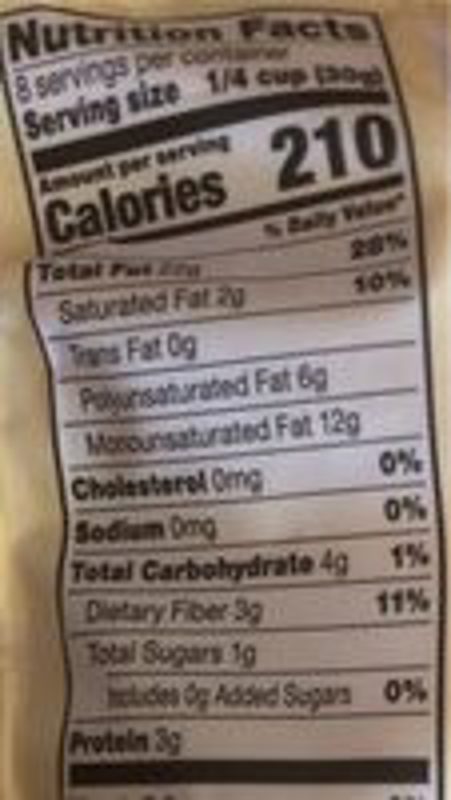 Nutrition Facts
8 servings per container
Serving size 1/4 cup (30g)
Amount per serving
Calories 210
% Daily Value*
Total Fat 22g 28%
Saturated Fat 2g 10%
Trans Fat 0g
Polyunsaturated Fat 6g
Monounsaturated Fat 12g
Cholesterol 0mg 0%
Sodium 0mg 0%
Total Carbohydrate 4g 1%
Dietary Fiber 3g 11%
Total Sugars 1g
Includes 0g Added Sugars 0%
Protein 3g